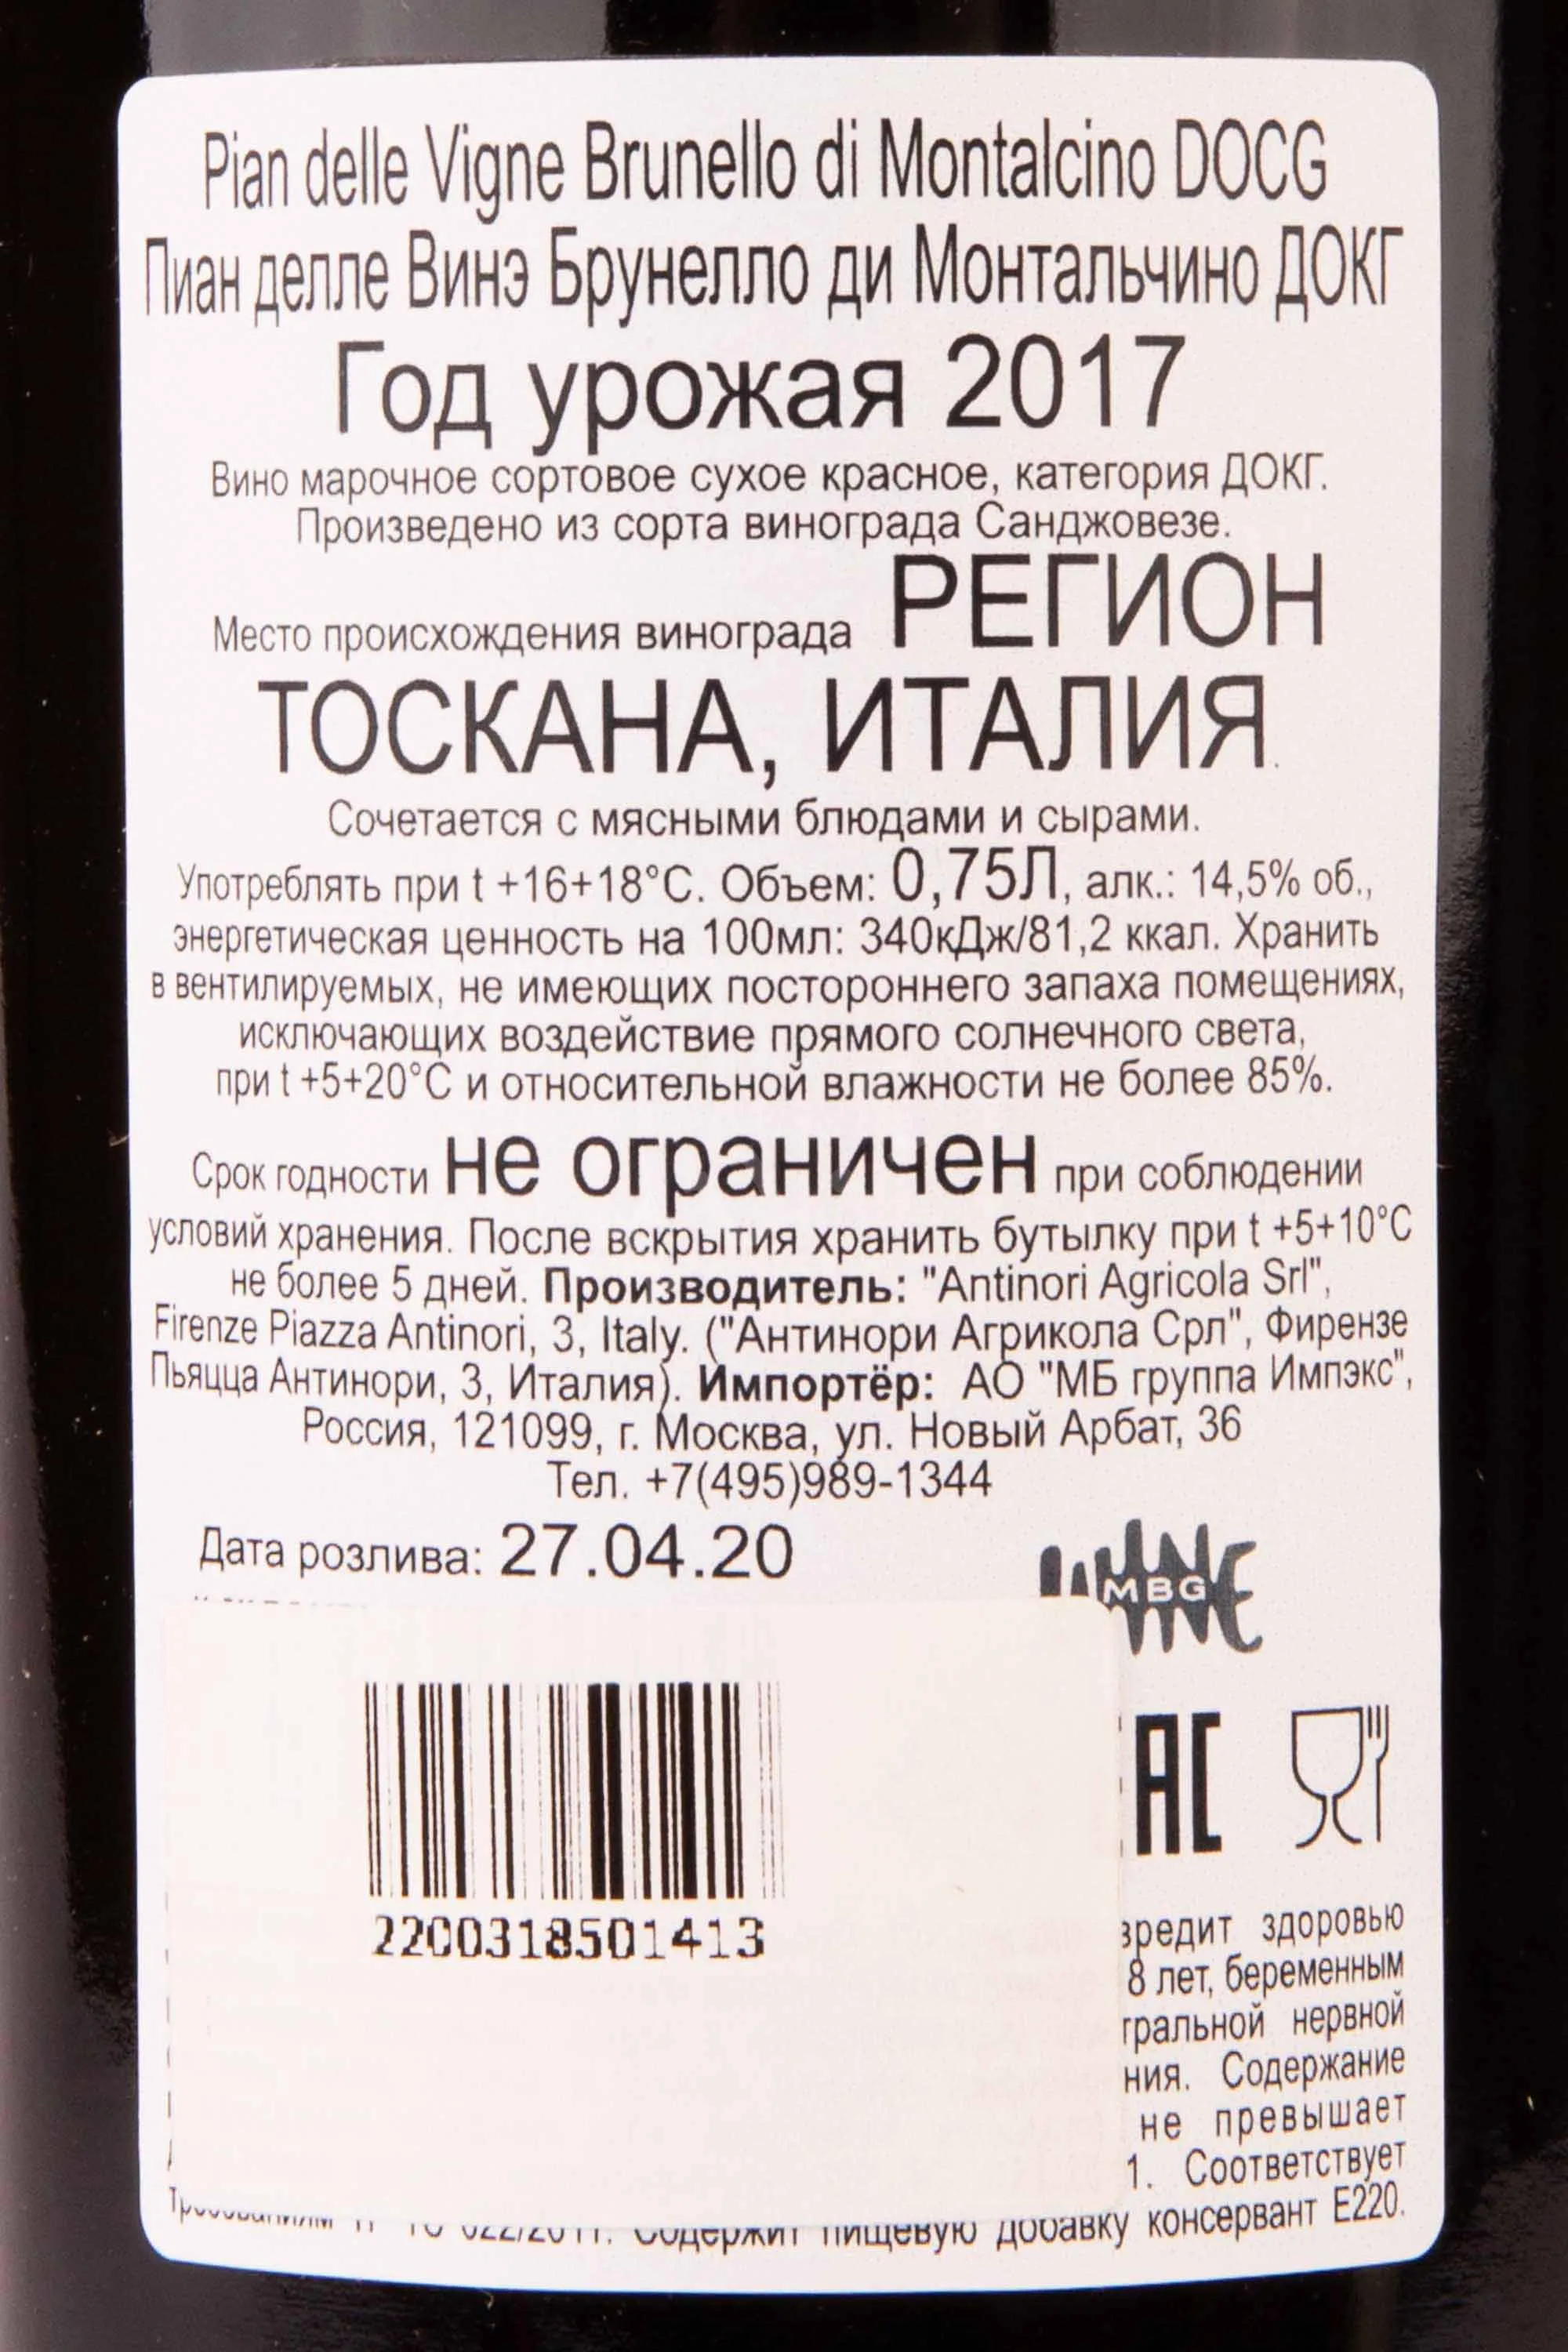 Pian delle Vigne Brunello di Montalcino DOCG
Пиан делле Винэ Брунелло ди Монтальчино ДОКГ
Год урожая 2017
Вино марочное сортовое сухое красное, категория ДОКГ.
Произведено из сорта винограда Санджовезе.
Место происхождения винограда РЕГИОН
ТОСКАНА, ИТАЛИЯ.
Сочетается с мясными блюдами и сырами.
Употреблять при t +16+18°C. Объем: 0,75Л, алк.: 14,5% об.,
энергетическая ценность на 100мл: 340кДж/81,2 ккал. Хранить
в вентилируемых, не имеющих постороннего запаха помещениях,
исключающих воздействие прямого солнечного света,
при t +5+20°C и относительной влажности не более 85%.
Срок годности не ограничен при соблюдении
условий хранения. После вскрытия хранить бутылку при t +5+10°C
не более 5 дней. Производитель: "Antinori Agricola Srl",
Firenze Piazza Antinori, 3, Italy. ("Антинори Агрикола Срл", Фирензе
Пьяцца Антинори, 3, Италия). Импортёр: АО "МБ группа Импэкс",
Россия, 121099, г. Москва, ул. Новый Арбат, 36
Тел. +7(495)989-1344
Дата розлива: 27.04.20
MBG
2200318501413
вредит здоровью
8 лет, беременным
нервной
ния. Содержание
не превышает
1. Соответствует
Содержит пищевую добавку консервант Е220.